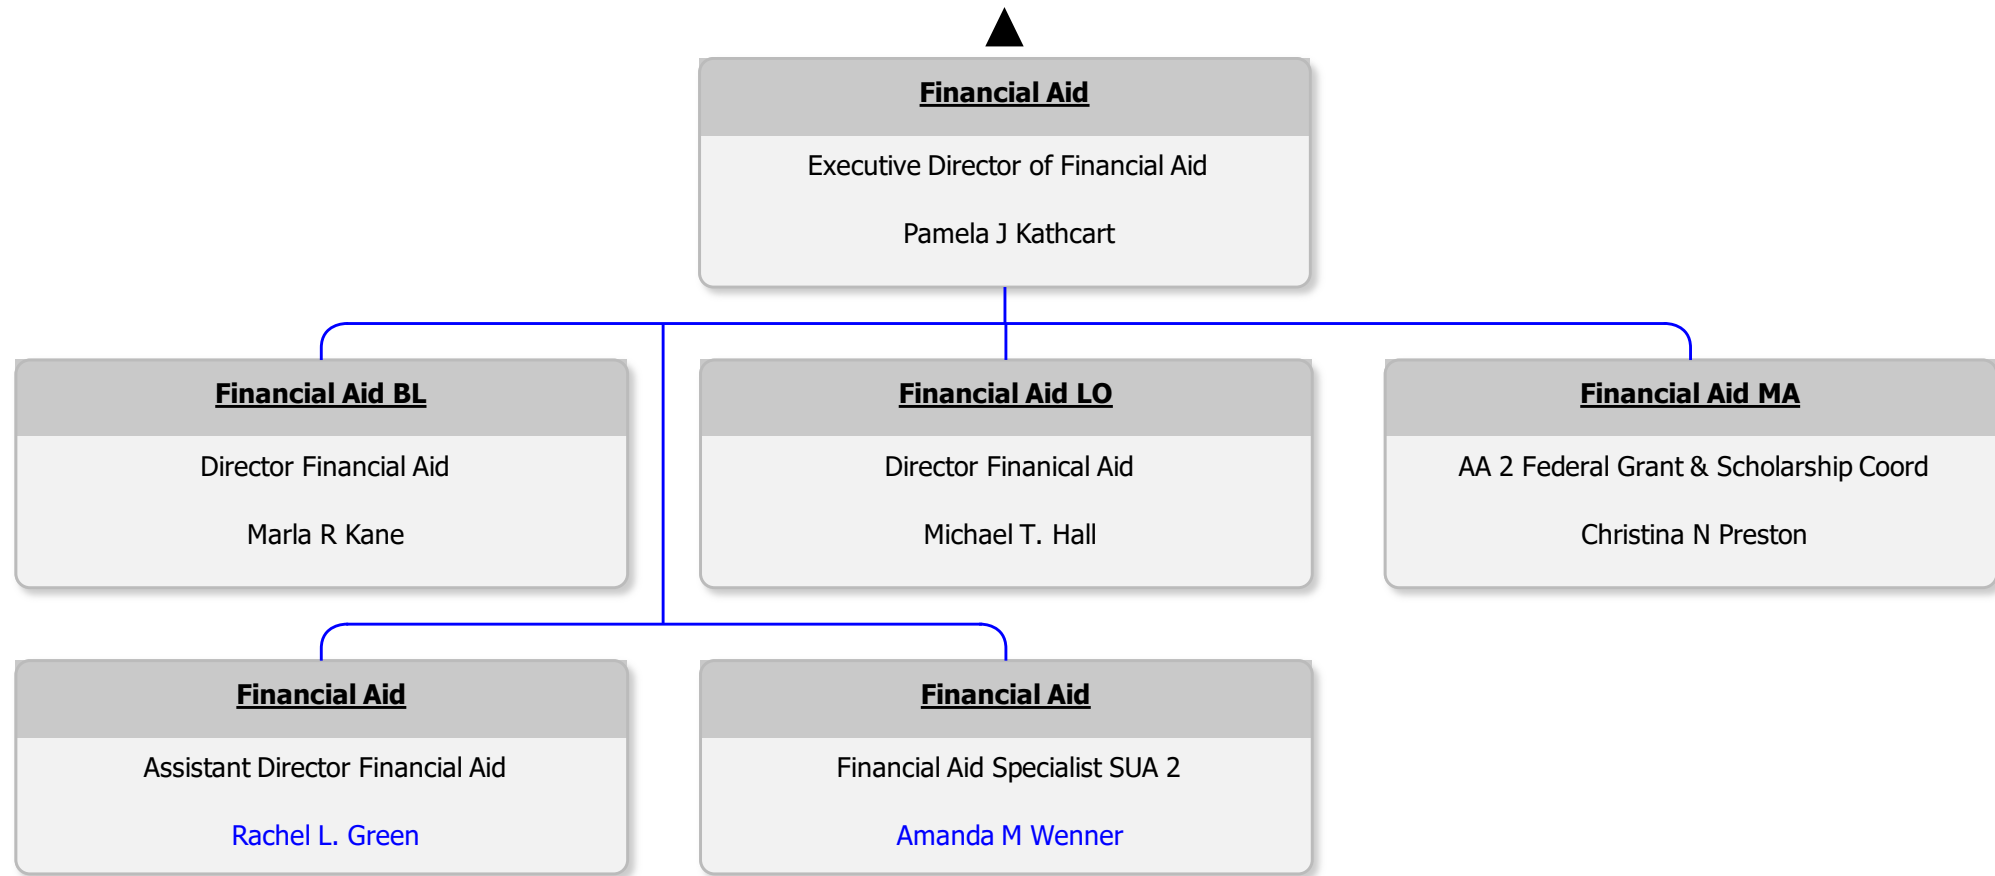 Financial Aid
Executive Director of Financial Aid
Pamela J Kathcart
Financial Aid BL
Director Financial Aid
Marla R Kane
Financial Aid LO
Director Finanical Aid
Michael T. Hall
Financial Aid MA
AA 2 Federal Grant & Scholarship Coord
Christina N Preston
Financial Aid
Assistant Director Financial Aid
Rachel L. Green
Financial Aid
Financial Aid Specialist SUA 2
Amanda M Wenner